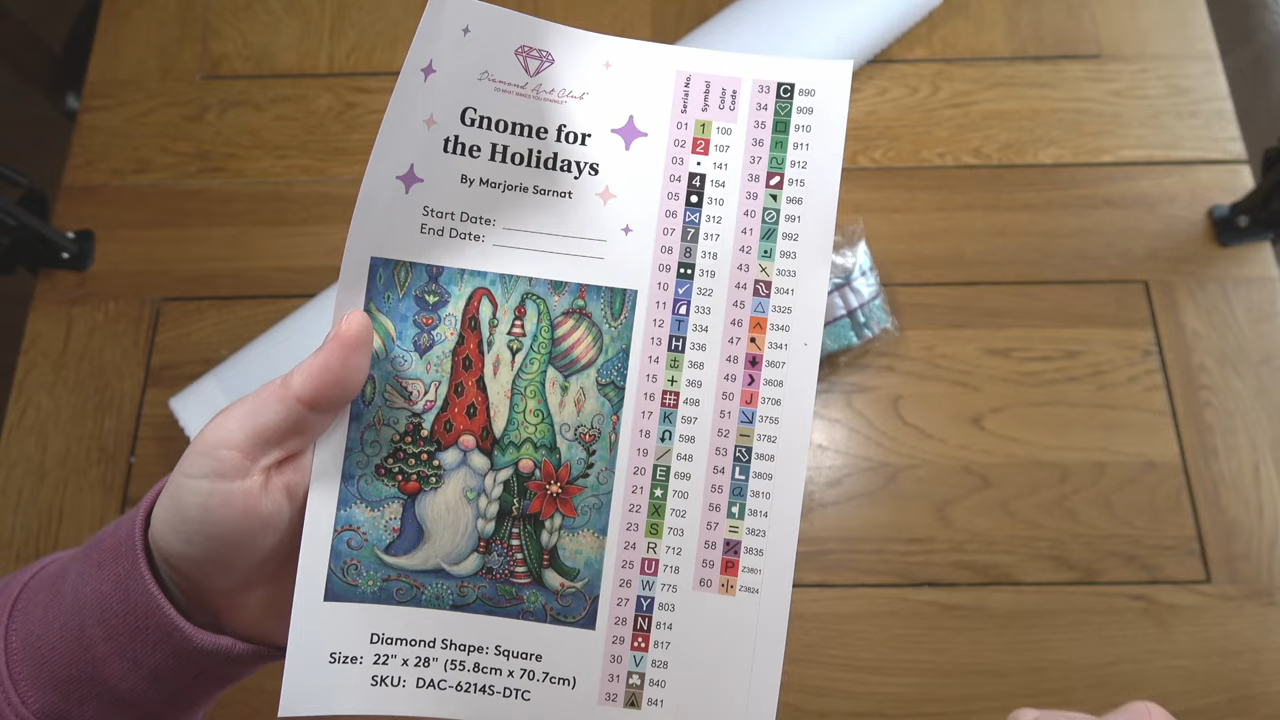 Diamond Art Club
DO WHAT MAKES YOU SPARKLE
Gnome for
the Holidays
By Marjorie Sarnat
Start Date:
End Date:
Diamond Shape: Square
Size: 22" x 28" (55.8cm x 70.7cm)
SKU: DAC-6214S-DTC
Serial No. Symbol Color Code
01 1 100
02 2 107
03 141
04 4 154
05 310
06 312
07 7 317
08 8 318
09 319
10 322
11 333
12 T 334
13 H 336
14 368
15 + 369
16 # 498
17 K 597
18 598
19 / 648
20 E 699
21 ★ 700
22 X 702
23 S 703
24 R 712
25 U 718
26 W 775
27 Y 803
28 N 814
29 817
30 V 828
31 ♣ 840
32 841
33 C 890
34 ♡ 909
35 □ 910
36 n 911
37 912
38 915
39 966
40 991
41 // 992
42 993
43 3033
44 3041
45 △ 3325
46 3340
47 3341
48 3607
49 3608
50 J 3706
51 3755
52 — 3782
53 3808
54 L 3809
55 a 3810
56 3814
57 = 3823
58 3835
59 P Z3801
60 Z3824